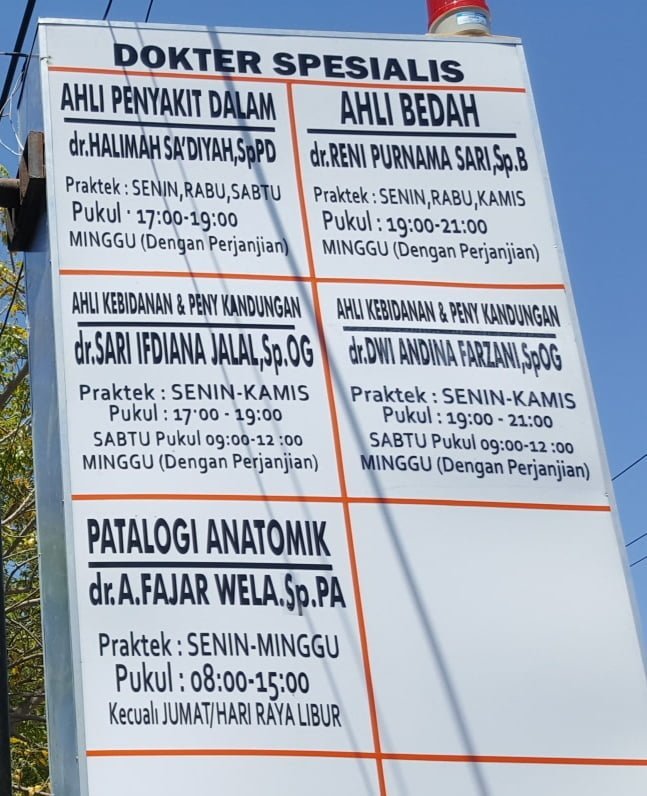 DOKTER SPESIALIS
AHLI PENYAKIT DALAM
dr.HALIMAH SA'DIYAH,SpPD
Praktek : SENIN,RABU,SABTU
Pukul : 17:00-19:00
MINGGU (Dengan Perjanjian)
AHLI BEDAH
dr.RENI PURNAMA SARI,Sp.B
Praktek : SENIN,RABU,KAMIS
Pukul : 19:00-21:00
MINGGU (Dengan Perjanjian)
AHLI KEBIDANAN & PENY KANDUNGAN
dr.SARI IFDIANA JALAL,Sp.OG
Praktek : SENIN-KAMIS
Pukul : 17:00 - 19:00
SABTU Pukul 09:00-12 :00
MINGGU (Dengan Perjanjian)
AHLI KEBIDANAN & PENY KANDUNGAN
dr.DWI ANDINA FARZANI,SpOG
Praktek : SENIN-KAMIS
Pukul : 19:00 - 21:00
SABTU Pukul 09:00-12 :00
MINGGU (Dengan Perjanjian)
PATALOGI ANATOMIK
dr.A.FAJAR WELA.Sp.PA
Praktek : SENIN-MINGGU
Pukul : 08:00-15:00
Kecuali JUMAT/HARI RAYA LIBUR